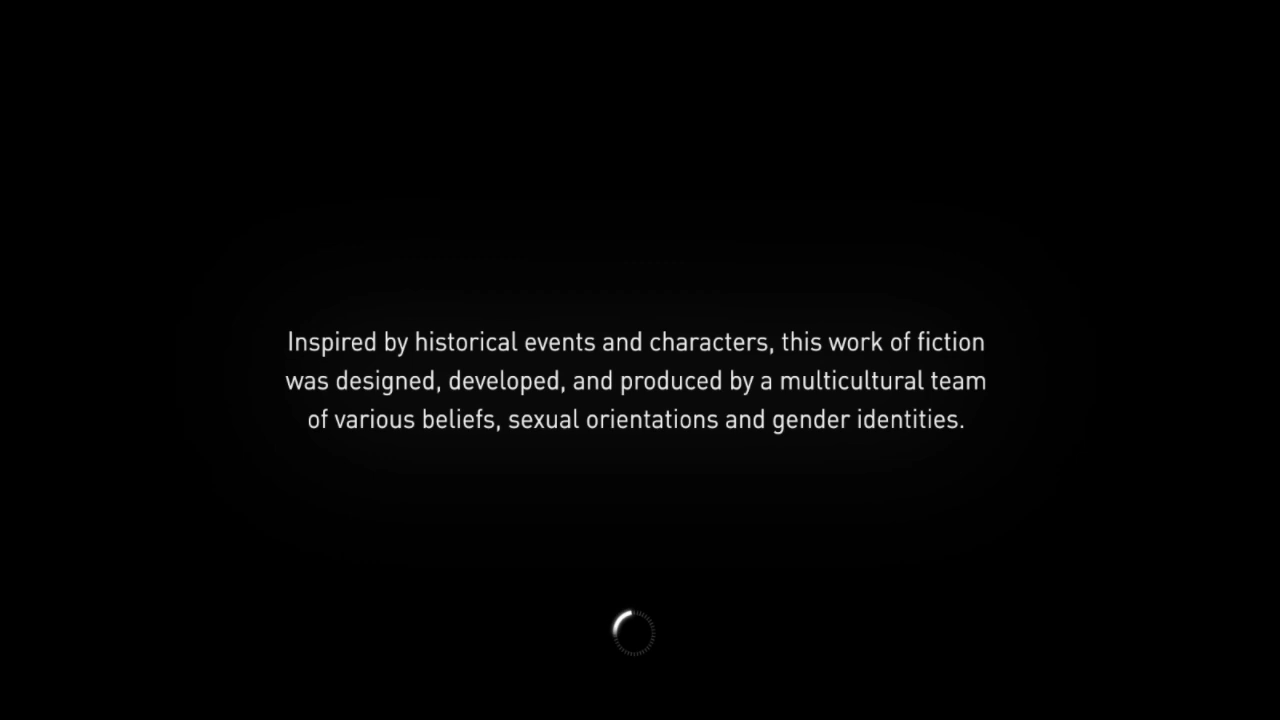 Inspired by historical events and characters, this work of fiction
was designed, developed, and produced by a multicultural team
of various beliefs, sexual orientations and gender identities.